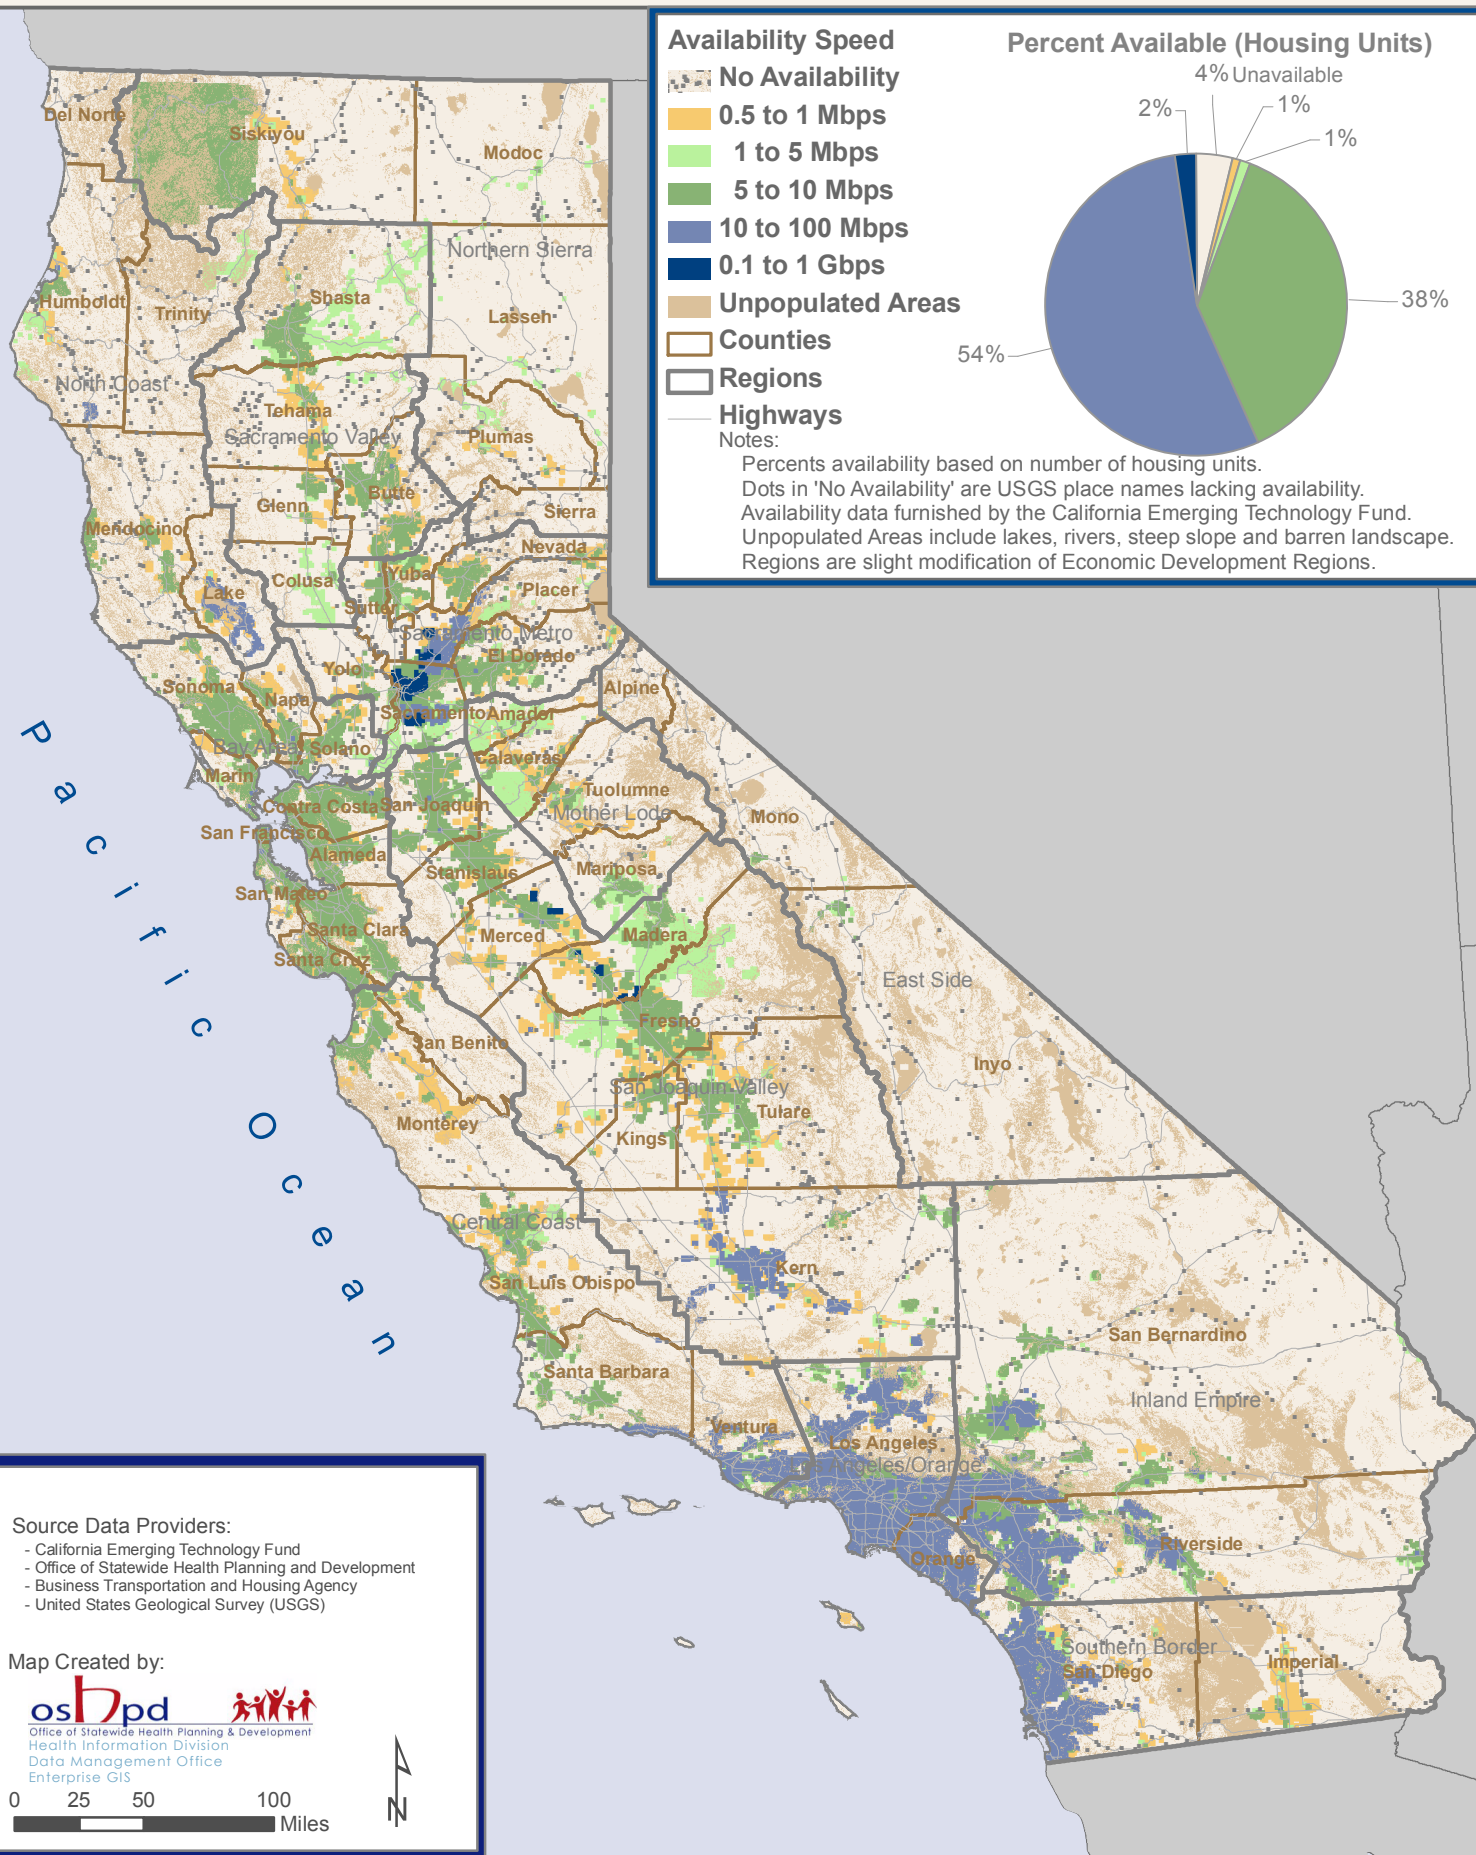 Availability Speed
No Availability
0.5 to 1 Mbps
1 to 5 Mbps
5 to 10 Mbps
10 to 100 Mbps
0.1 to 1 Gbps
Unpopulated Areas
Counties
Regions
Highways
Percent Available (Housing Units)
4% Unavailable
2%
1%
1%
38%
54%
Notes:
Percents availability based on number of housing units.
Dots in 'No Availability' are USGS place names lacking availability.
Availability data furnished by the California Emerging Technology Fund.
Unpopulated Areas include lakes, rivers, steep slope and barren landscape.
Regions are slight modification of Economic Development Regions.
Del Norte
Siskiyou
Modoc
Northern Sierra
Humboldt
Trinity
Shasta
Lassen
North Coast
Tehama
Sacramento Valley
Plumas
Butte
Glenn
Sierra
Mendocino
Nevada
Colusa
Yuba
Lake
Sutter
Placer
Sacramento Metro
El Dorado
Yolo
Sonoma
Napa
Alpine
Sacramento
Amador
Bay Area
Solano
Calaveras
Marin
Tuolumne
Contra Costa
San Joaquin
Mother Lode
Mono
San Francisco
Alameda
Stanislaus
Mariposa
San Mateo
Santa Clara
Merced
Madera
Santa Cruz
East Side
Fresno
San Benito
Inyo
San Joaquin Valley
Tulare
Monterey
Kings
Central Coast
Kern
San Luis Obispo
San Bernardino
Santa Barbara
Inland Empire
Ventura
Los Angeles
Los Angeles/Orange
Orange
Riverside
Southern Border
San Diego
Imperial
Pacific Ocean
Source Data Providers:
- California Emerging Technology Fund
- Office of Statewide Health Planning and Development
- Business Transportation and Housing Agency
- United States Geological Survey (USGS)
Map Created by:
oshpd
Office of Statewide Health Planning & Development
Health Information Division
Data Management Office
Enterprise GIS
0 25 50 100
Miles
N